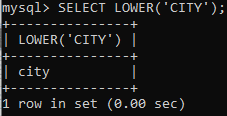 mysql> SELECT LOWER('CITY');
+---------------+
| LOWER('CITY') |
+---------------+
| city          |
+---------------+
1 row in set (0.00 sec)